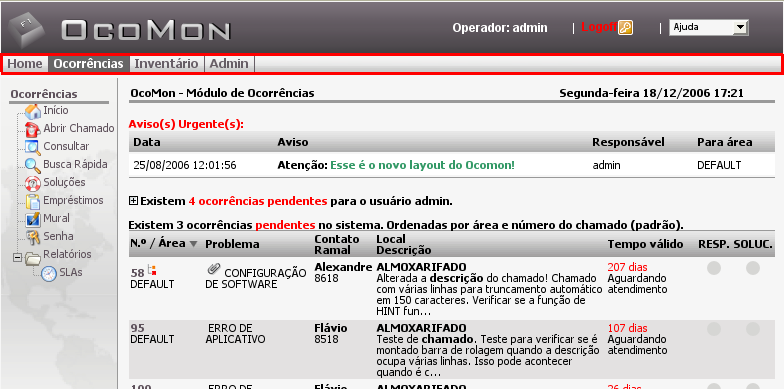 OCOMON
Operador: admin | Logoff | Ajuda
Home Ocorrências Inventário Admin
Ocorrências
Início
Abrir Chamado
Consultar
Busca Rápida
Soluções
Empréstimos
Mural
Senha
Relatórios
SLAs
OcoMon - Módulo de Ocorrências Segunda-feira 18/12/2006 17:21
Aviso(s) Urgente(s):
Data Aviso Responsável Para área
25/08/2006 12:01:56 Atenção: Esse é o novo layout do Ocomon! admin DEFAULT
Existem 4 ocorrências pendentes para o usuário admin.
Existem 3 ocorrências pendentes no sistema. Ordenadas por área e número do chamado (padrão).
N.º / Área Problema Contato Ramal Local Descrição Tempo válido RESP. SOLUC.
58 DEFAULT
CONFIGURAÇÃO
DE SOFTWARE
Alexandre
8618
ALMOXARIFADO
Alterada a descrição do chamado! Chamado
com várias linhas para truncamento automático
em 150 caracteres. Verificar se a função de
HINT fun...
207 dias
Aguardando
atendimento
95
DEFAULT
ERRO DE
APLICATIVO
Flávio
8518
ALMOXARIFADO
Teste de chamado. Teste para verificar se é
montado barra de rolagem quando a descrição
ocupa várias linhas. Isso pode acontecer
quando é c...
107 dias
Aguardando
atendimento
100 ERRO DE Flávio ALMOXARIFADO 26 dias